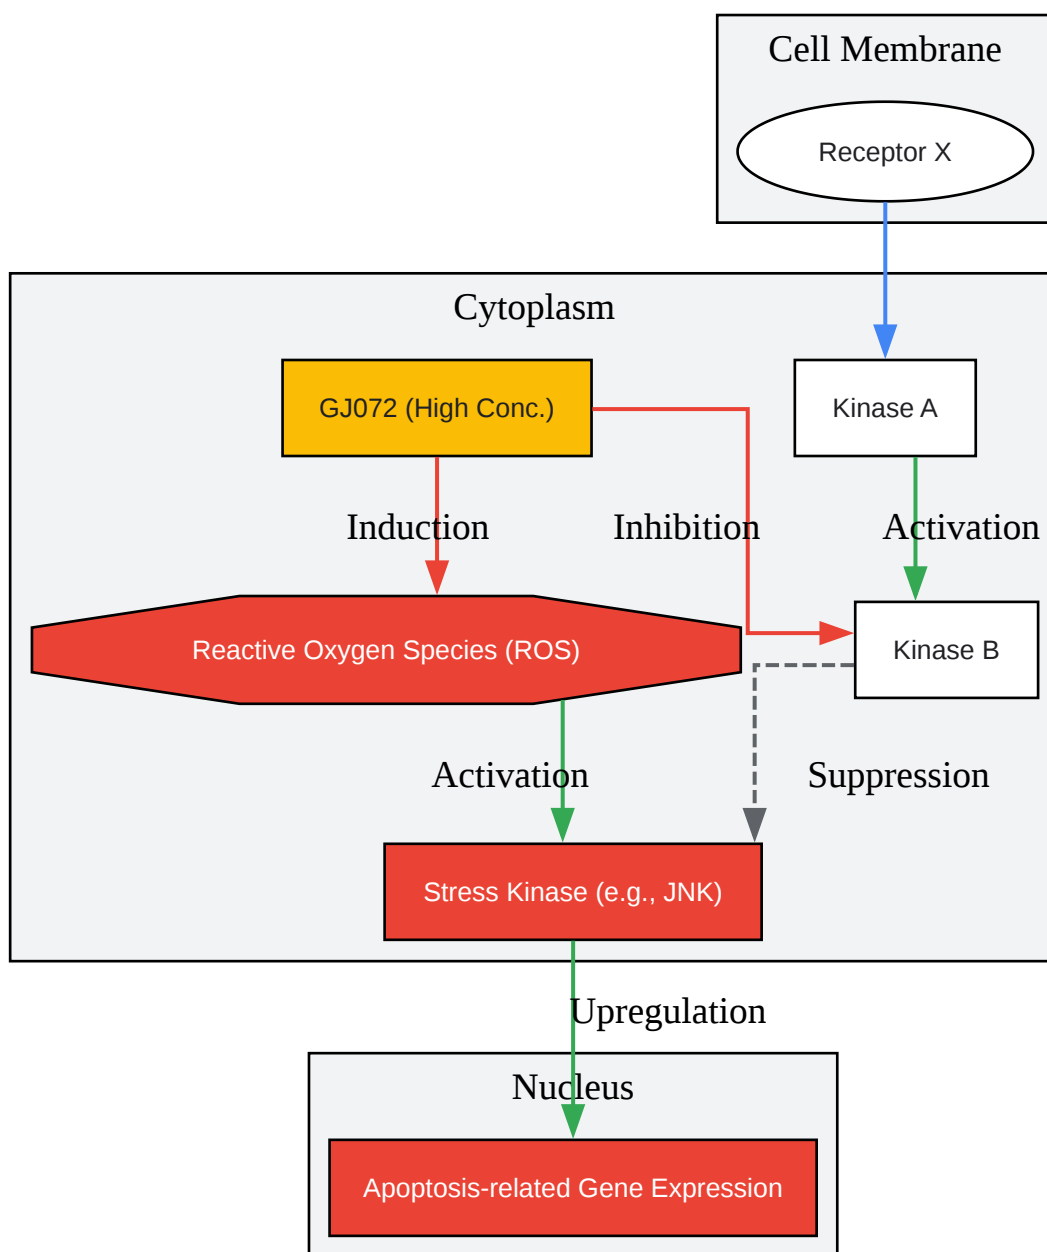 Cell Membrane
Receptor X
Cytoplasm
GJ072 (High Conc.)
Kinase A
Induction
Inhibition
Activation
Reactive Oxygen Species (ROS)
Kinase B
Activation
Suppression
Stress Kinase (e.g., JNK)
Upregulation
Nucleus
Apoptosis-related Gene Expression